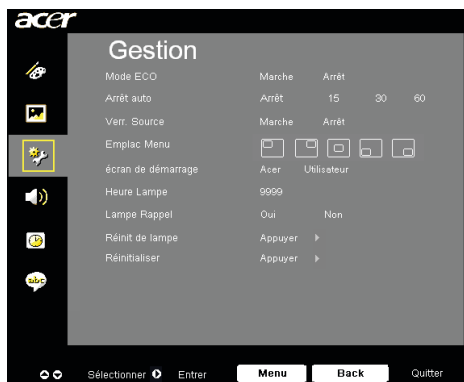 acer
Gestion
Mode ECO Marche Arrêt
Arrêt auto Arrêt 15 30 60
Verr. Source Marche Arrêt
Emplac Menu
écran de démarrage Acer Utilisateur
Heure Lampe 9999
Lampe Rappel Oui Non
Réinit de lampe Appuyer
Réinitialiser Appuyer
abc
Sélectionner Entrer Menu Back Quitter